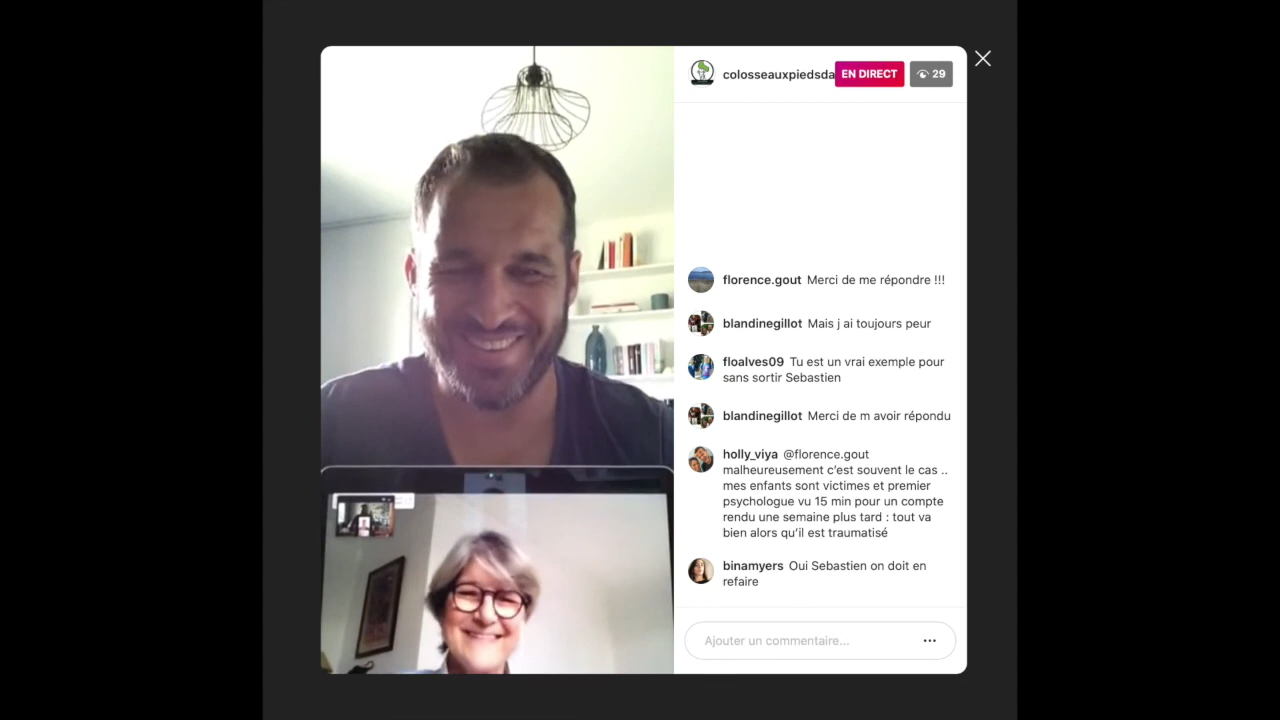 colosseauxpiedsda
EN DIRECT
29
florence.gout Merci de me répondre !!!
blandinegillot Mais j ai toujours peur
floalves09 Tu est un vrai exemple pour
sans sortir Sebastien
blandinegillot Merci de m avoir répondu
holly_viya @florence.gout
malheureusement c'est souvent le cas ..
mes enfants sont victimes et premier
psychologue vu 15 min pour un compte
rendu une semaine plus tard : tout va
bien alors qu'il est traumatisé
binamyers Oui Sebastien on doit en
refaire
Ajouter un commentaire...